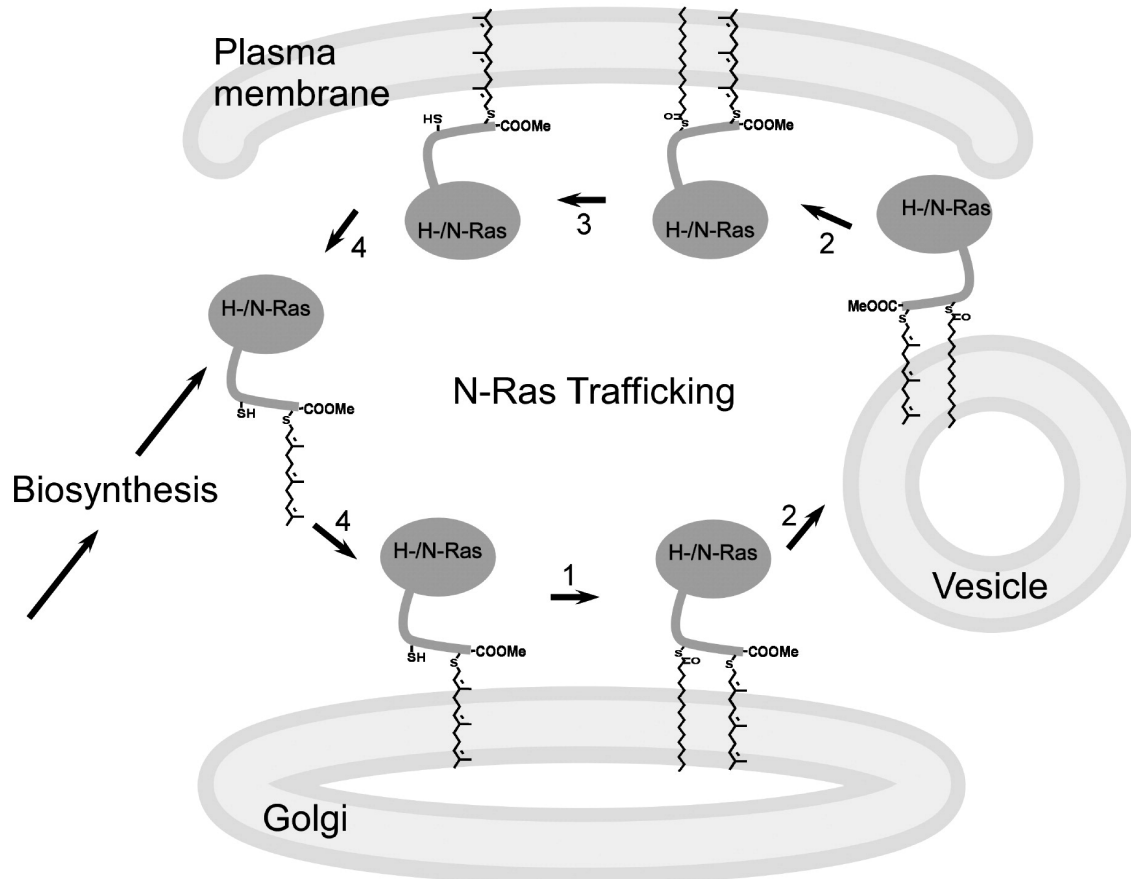 Plasma
membrane
HS
S
COOMe
O
S
S
COOMe
H-/N-Ras
H-/N-Ras
H-/N-Ras
3
2
4
H-/N-Ras
MeOOC
S
S
O
SH
S
COOMe
N-Ras Trafficking
Biosynthesis
4
H-/N-Ras
1
H-/N-Ras
2
Vesicle
SH
S
COOMe
S
O
S
COOMe
Golgi